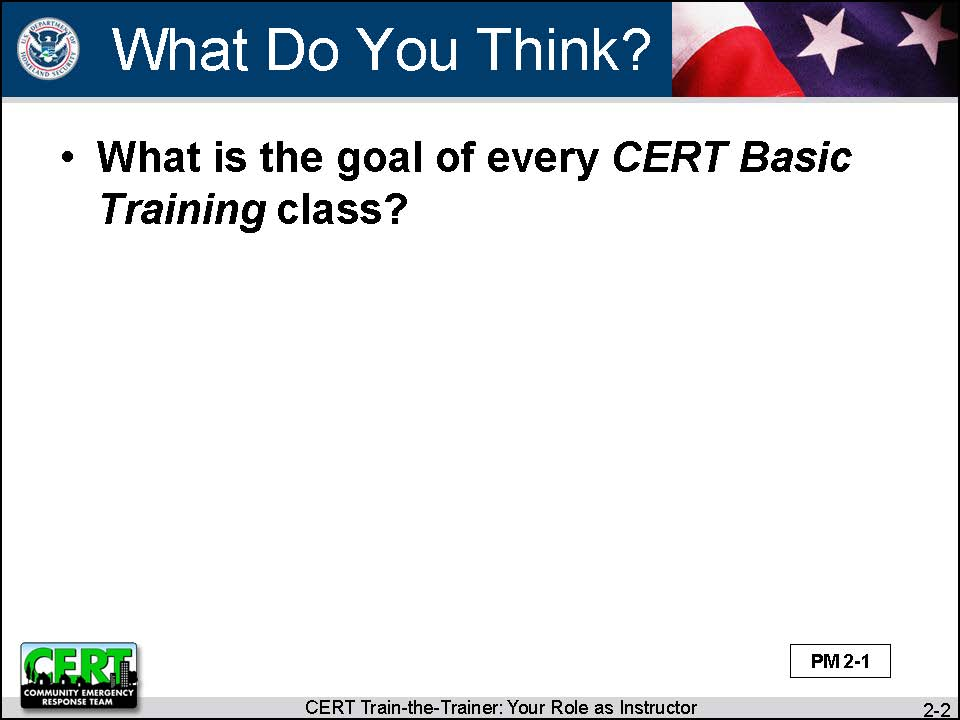 What Do You Think?
• What is the goal of every CERT Basic
Training class?
PM 2-1
CERT
COMMUNITY EMERGENCY
RESPONSE TEAM
CERT Train-the-Trainer: Your Role as Instructor
2-2
U.S. DEPARTMENT OF
HOMELAND SECURITY